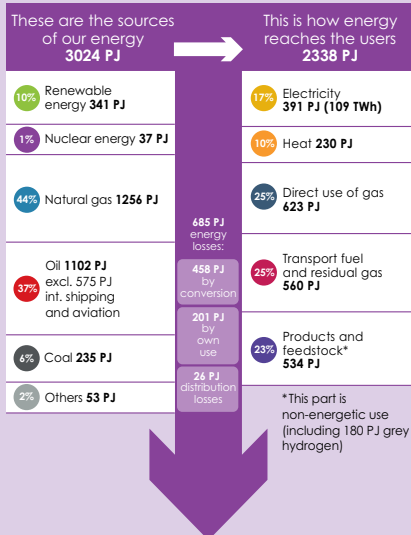 These are the sources
of our energy
3024 PJ
This is how energy
reaches the users
2338 PJ
10% Renewable
energy 341 PJ
1% Nuclear energy 37 PJ
44% Natural gas 1256 PJ
37% Oil 1102 PJ
excl. 575 PJ
int. shipping
and aviation
6% Coal 235 PJ
2% Others 53 PJ
685 PJ
energy
losses:
458 PJ
by
conversion
201 PJ
by own
use
26 PJ
distribution
losses
17% Electricity
391 PJ (109 TWh)
10% Heat 230 PJ
25% Direct use of gas
623 PJ
25% Transport fuel
and residual gas
560 PJ
23% Products and
feedstock*
534 PJ
*This part is
non-energetic use
(including 180 PJ grey
hydrogen)